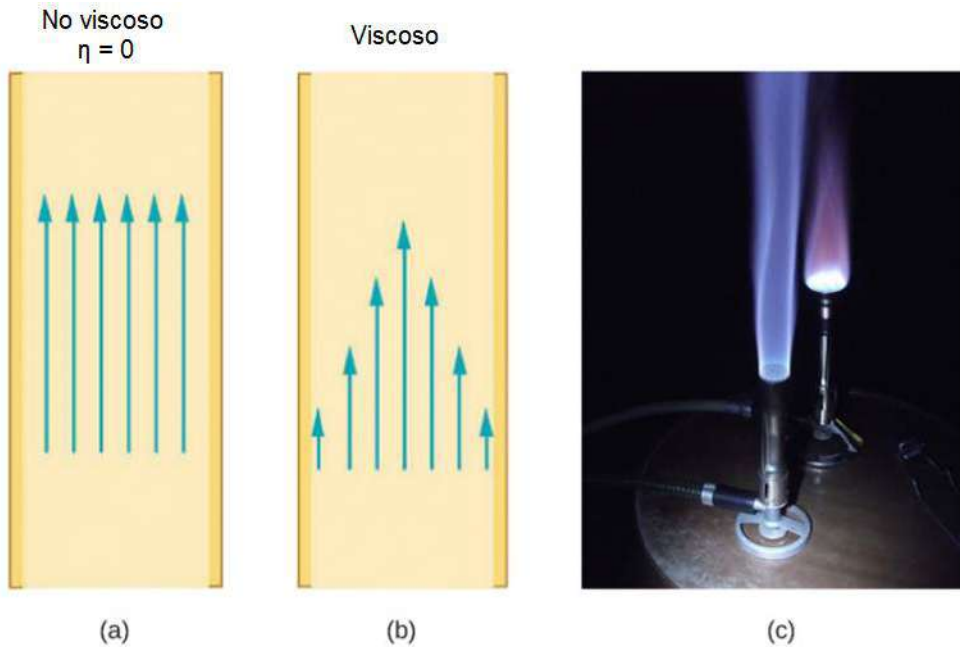 No viscoso
η = 0
Viscoso
(a)
(b)
(c)